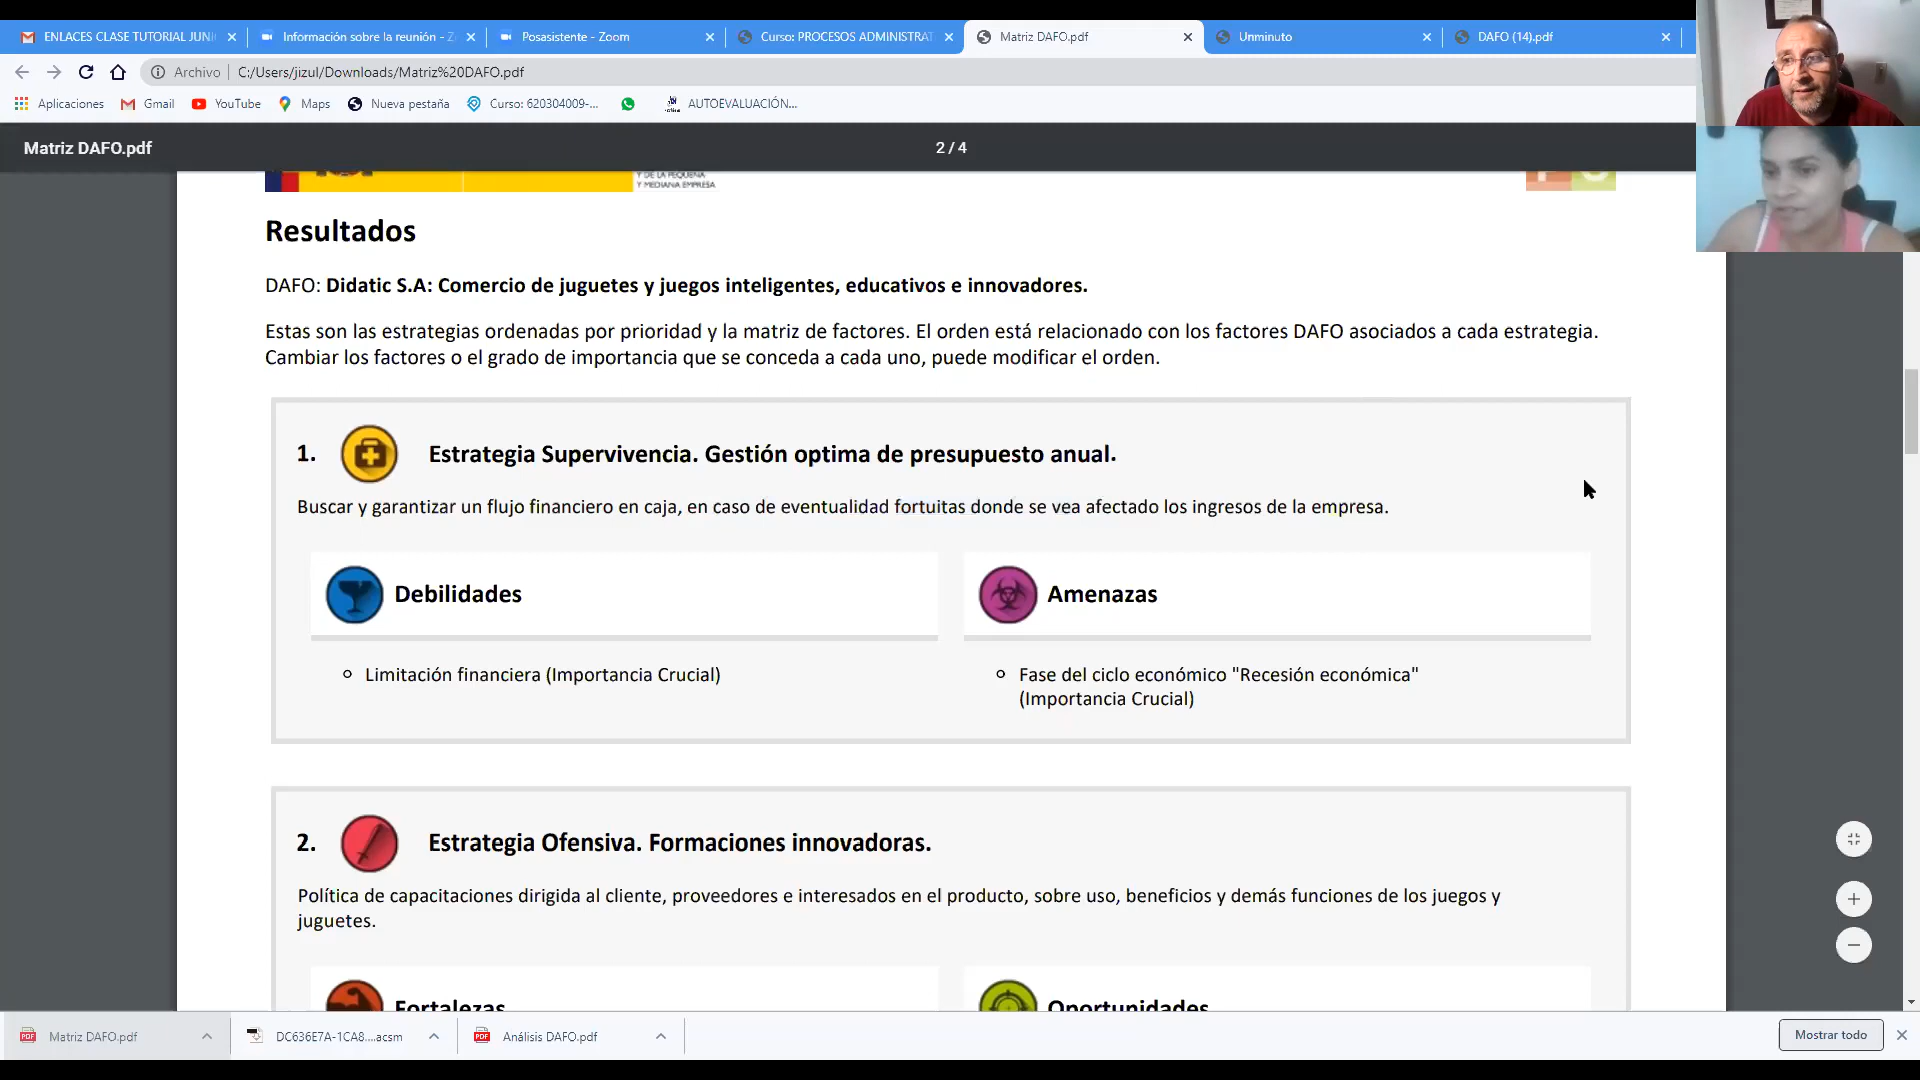 ENLACES CLASE TUTORIAL JUNI
Información sobre la reunión - Z
Posasistente - Zoom
Curso: PROCESOS ADMINISTRAT
Matriz DAFO.pdf
Unminuto
DAFO (14).pdf
Archivo
C:/Users/jizul/Downloads/Matriz%20DAFO.pdf
Aplicaciones
Gmail
YouTube
Maps
Nueva pestaña
Curso: 620304009-...
AUTOEVALUACIÓN...
Matriz DAFO.pdf
2 / 4
Y DE LA PEQUEÑA
Y MEDIANA EMPRESA
Resultados
DAFO: Didatic S.A: Comercio de juguetes y juegos inteligentes, educativos e innovadores.
Estas son las estrategias ordenadas por prioridad y la matriz de factores. El orden está relacionado con los factores DAFO asociados a cada estrategia.
Cambiar los factores o el grado de importancia que se conceda a cada uno, puede modificar el orden.
1. Estrategia Supervivencia. Gestión optima de presupuesto anual.
Buscar y garantizar un flujo financiero en caja, en caso de eventualidad fortuitas donde se vea afectado los ingresos de la empresa.
Debilidades
Amenazas
Limitación financiera (Importancia Crucial)
Fase del ciclo económico "Recesión económica"
(Importancia Crucial)
2. Estrategia Ofensiva. Formaciones innovadoras.
Política de capacitaciones dirigida al cliente, proveedores e interesados en el producto, sobre uso, beneficios y demás funciones de los juegos y
juguetes.
Fortalezas
Oportunidades
Matriz DAFO.pdf
DC636E7A-1CA8....acsm
Análisis DAFO.pdf
Mostrar todo